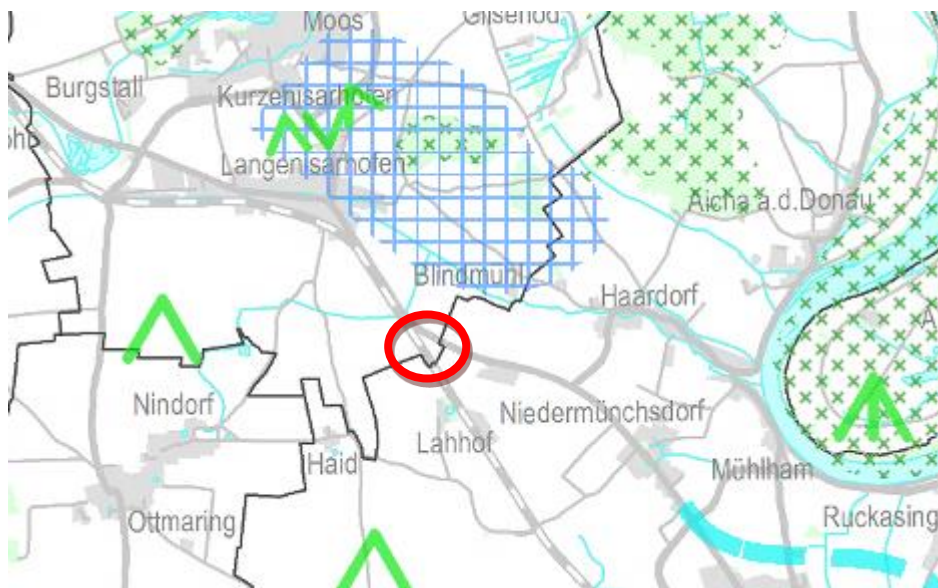 Moos
Burgstall
Kurzenisarhofen
Langenisarhofen
Aicha a.d.Donau
Blindmühl
Haardorf
Nindorf
Niedermünchsdorf
Lahhof
Haid
Mühlham
Ottmaring
Ruckasing